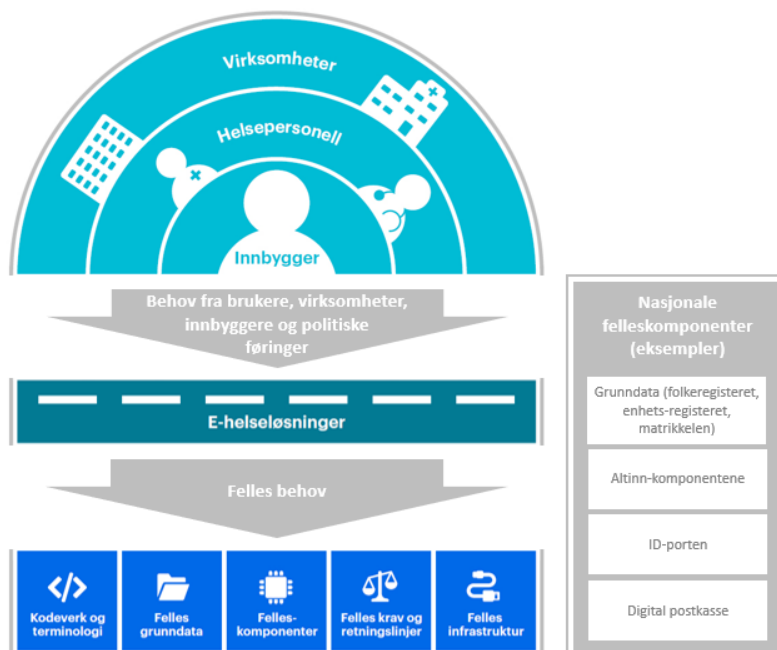 Virksomheter
Helsepersonell
Innbygger
Behov fra brukere, virksomheter,
innbyggere og politiske
føringer
E-helseløsninger
Felles behov
Kodeverk og
terminologi
Felles
grunndata
Felles-
komponenter
Felles krav og
retningslinjer
Felles
infrastruktur
Nasjonale
felleskomponenter
(eksempler)
Grunndata (folkeregisteret,
enhets-registeret,
matrikkelen)
Altinn-komponentene
ID-porten
Digital postkasse